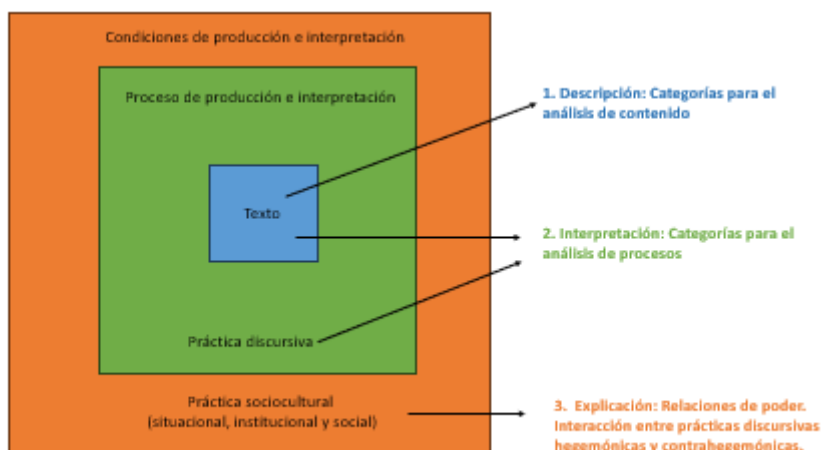 Condiciones de producción e interpretación
Proceso de producción e interpretación
Texto
Práctica discursiva
Práctica sociocultural
(situacional, institucional y social)
1. Descripción: Categorías para el
análisis de contenido
2. Interpretación: Categorías para el
análisis de procesos
3. Explicación: Relaciones de poder.
Interacción entre prácticas discursivas
hegemónicas y contrahegemónicas.